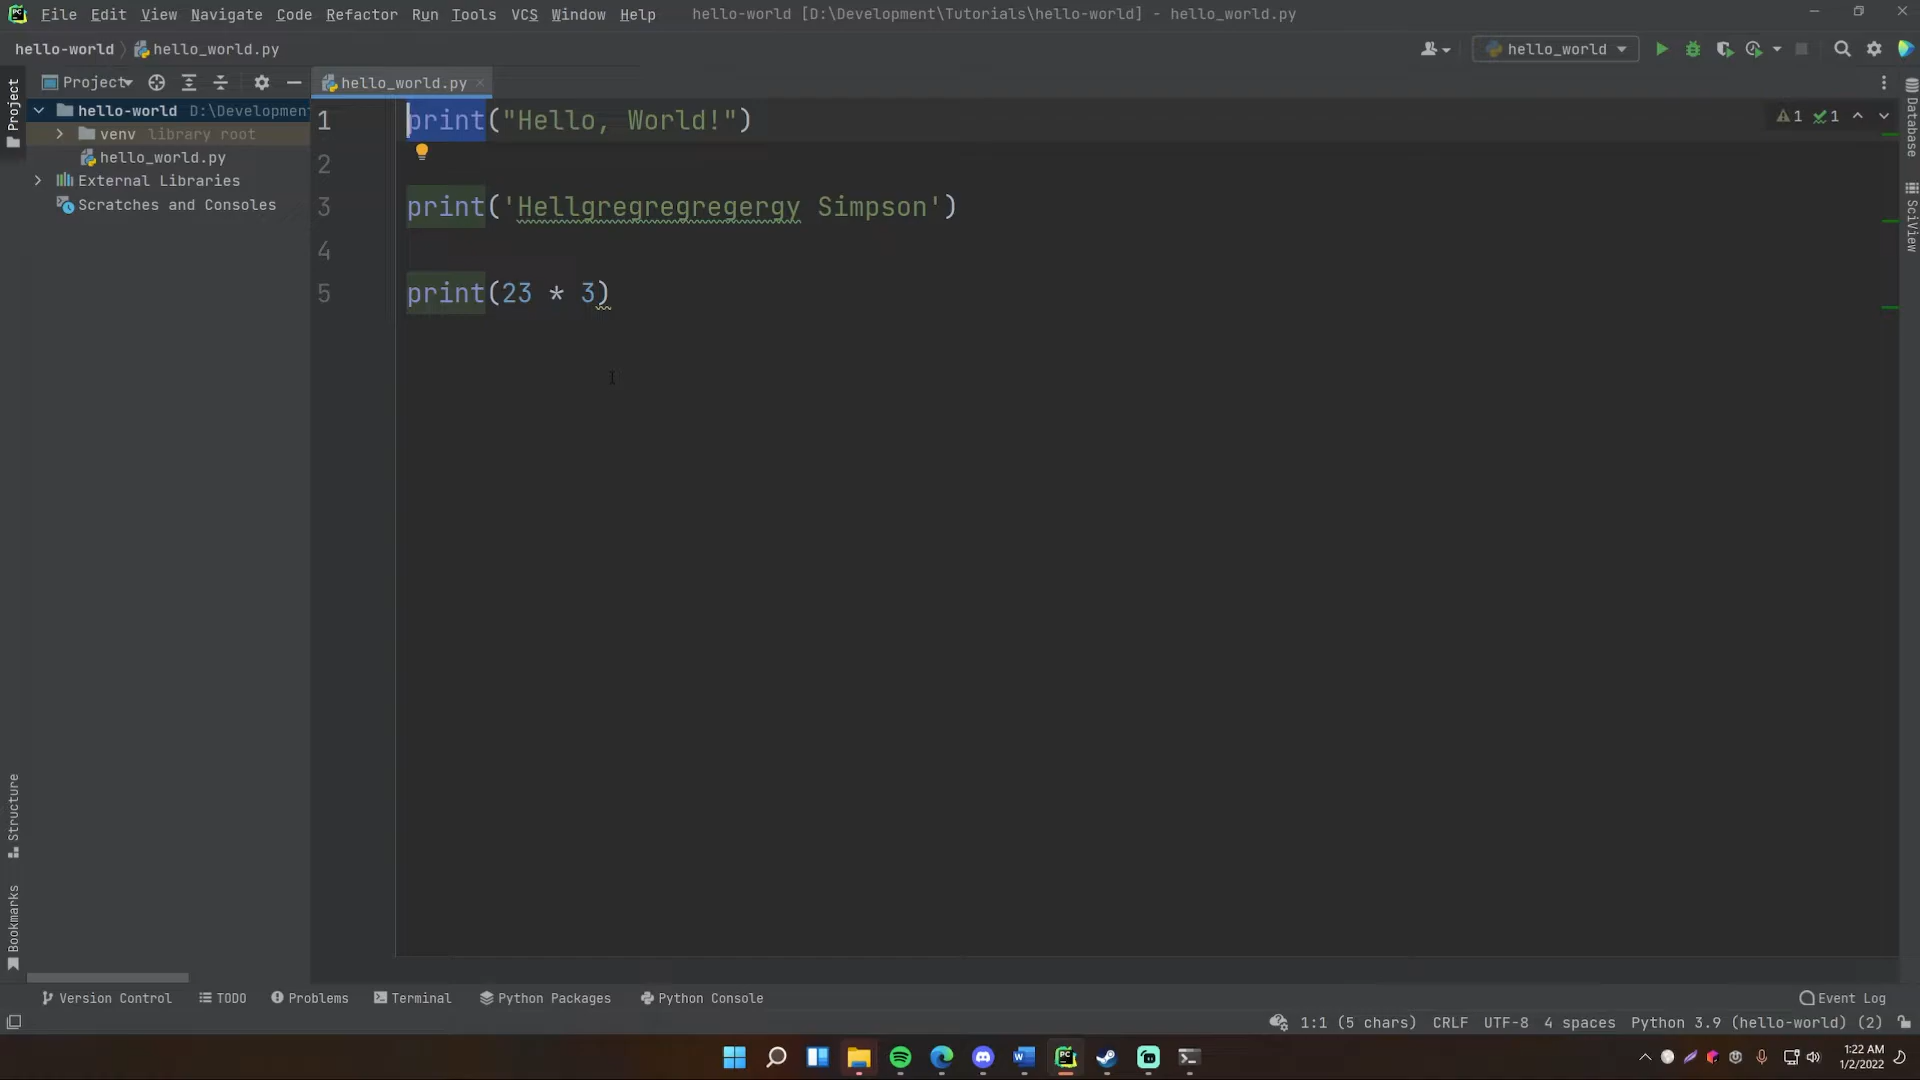 File Edit View Navigate Code Refactor Run Tools VCS Window Help hello-world [D:\Development\Tutorials\hello-world] - hello_world.py
hello-world hello_world.py
hello_world
Project
hello_world.py
Project
hello-world D:\Development
venv library root
hello_world.py
External Libraries
Scratches and Consoles
1 print("Hello, World!")
2
3 print('Hellgregregregergy Simpson')
4
5 print(23 * 3)
1 1
Database
SciView
Structure
Bookmarks
Version Control TODO Problems Terminal Python Packages Python Console Event Log
1:1 (5 chars) CRLF UTF-8 4 spaces Python 3.9 (hello-world) (2)
1:22 AM
1/2/2022